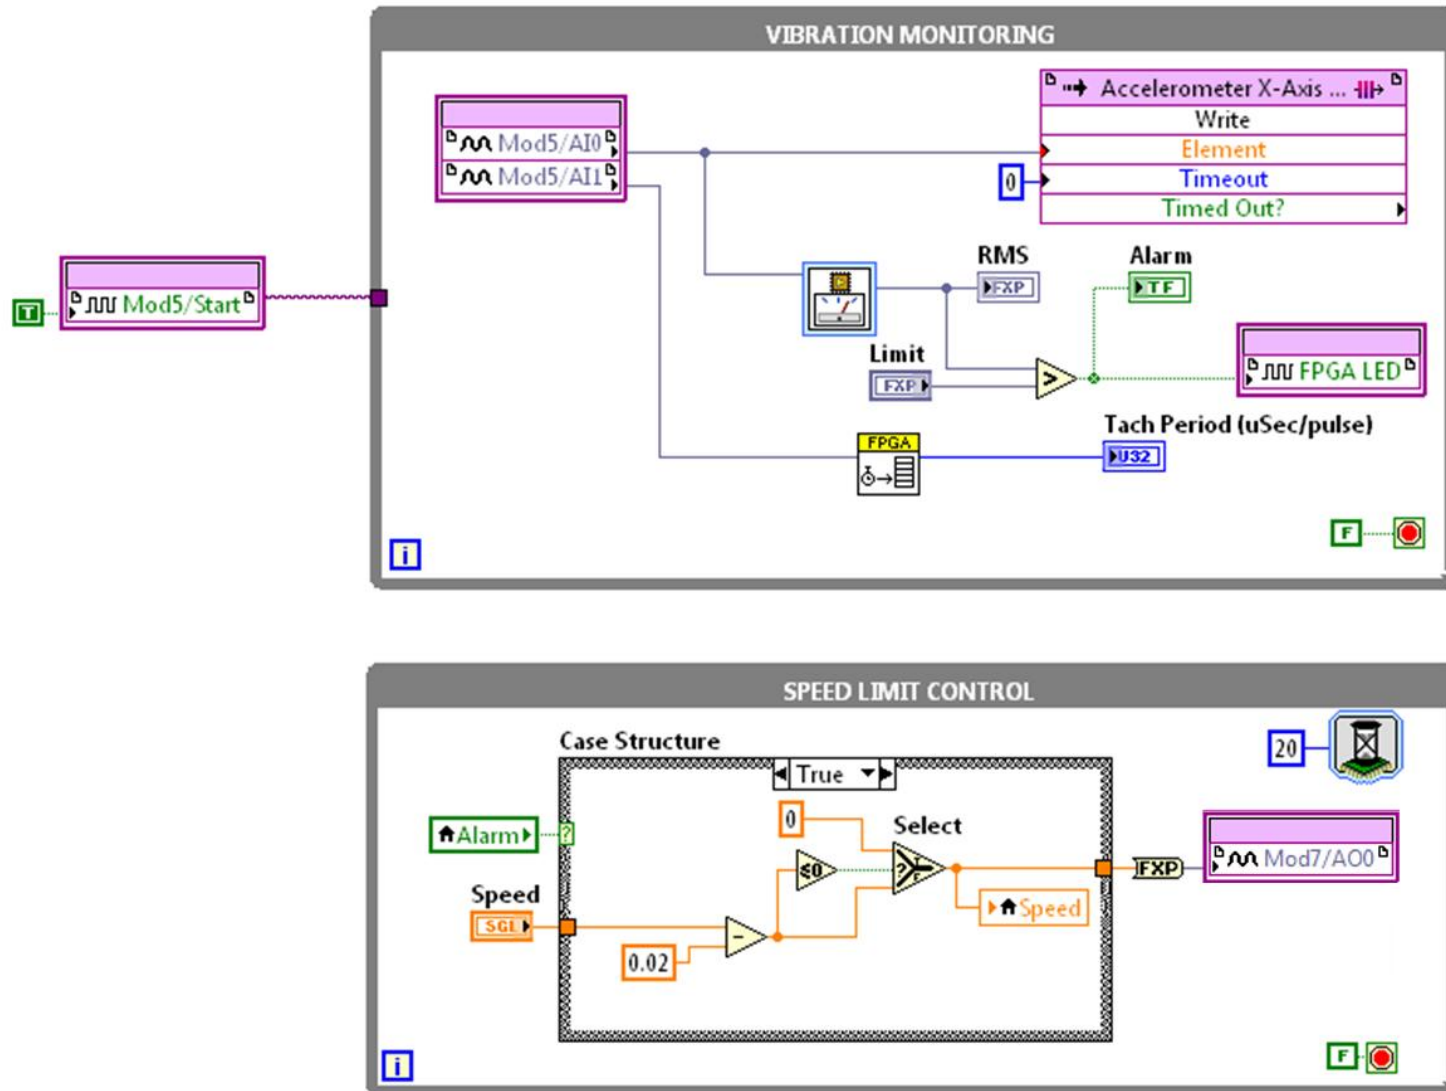 VIBRATION MONITORING
Accelerometer X-Axis ...
Write
Element
Timeout
Timed Out?
0
Mod5/AI0
Mod5/AI1
T
Mod5/Start
RMS
FXP
Alarm
TF
Limit
FXP
>
FPGA LED
Tach Period (uSec/pulse)
FPGA
U32
F
i
SPEED LIMIT CONTROL
Case Structure
True
20
Alarm
?
0
Select
≤0
?
T
F
Mod7/AO0
FXP
Speed
SGL
Speed
-
0.02
F
i